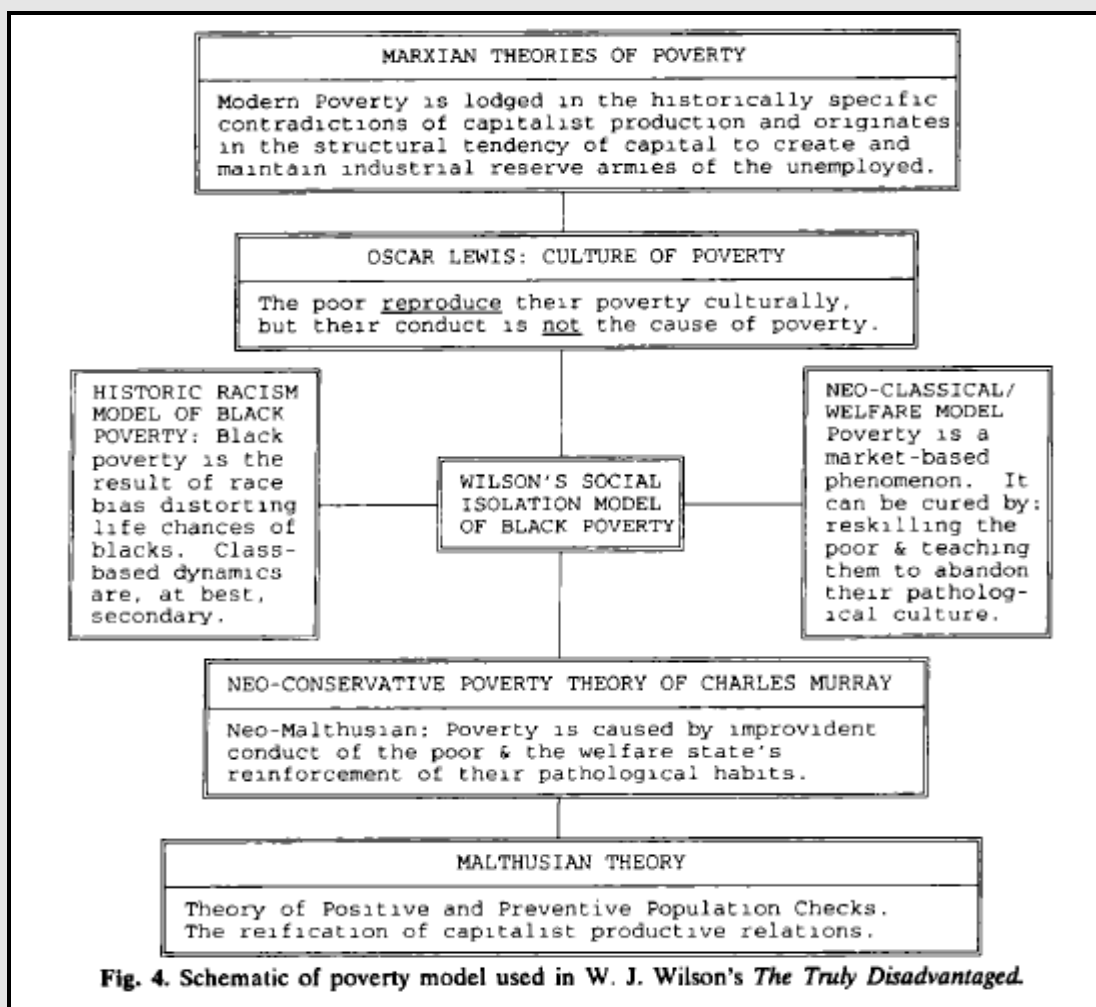 MARXIAN THEORIES OF POVERTY
Modern Poverty is lodged in the historically specific
contradictions of capitalist production and originates
in the structural tendency of capital to create and
maintain industrial reserve armies of the unemployed.
OSCAR LEWIS: CULTURE OF POVERTY
The poor reproduce their poverty culturally,
but their conduct is not the cause of poverty.
HISTORIC RACISM
MODEL OF BLACK
POVERTY: Black
poverty is the
result of race
bias distorting
life chances of
blacks. Class-
based dynamics
are, at best,
secondary.
WILSON'S SOCIAL
ISOLATION MODEL
OF BLACK POVERTY
NEO-CLASSICAL/
WELFARE MODEL
Poverty is a
market-based
phenomenon. It
can be cured by:
reskilling the
poor & teaching
them to abandon
their patholog-
ical culture.
NEO-CONSERVATIVE POVERTY THEORY OF CHARLES MURRAY
Neo-Malthusian: Poverty is caused by improvident
conduct of the poor & the welfare state's
reinforcement of their pathological habits.
MALTHUSIAN THEORY
Theory of Positive and Preventive Population Checks.
The reification of capitalist productive relations.
Fig. 4. Schematic of poverty model used in W. J. Wilson's The Truly Disadvantaged.